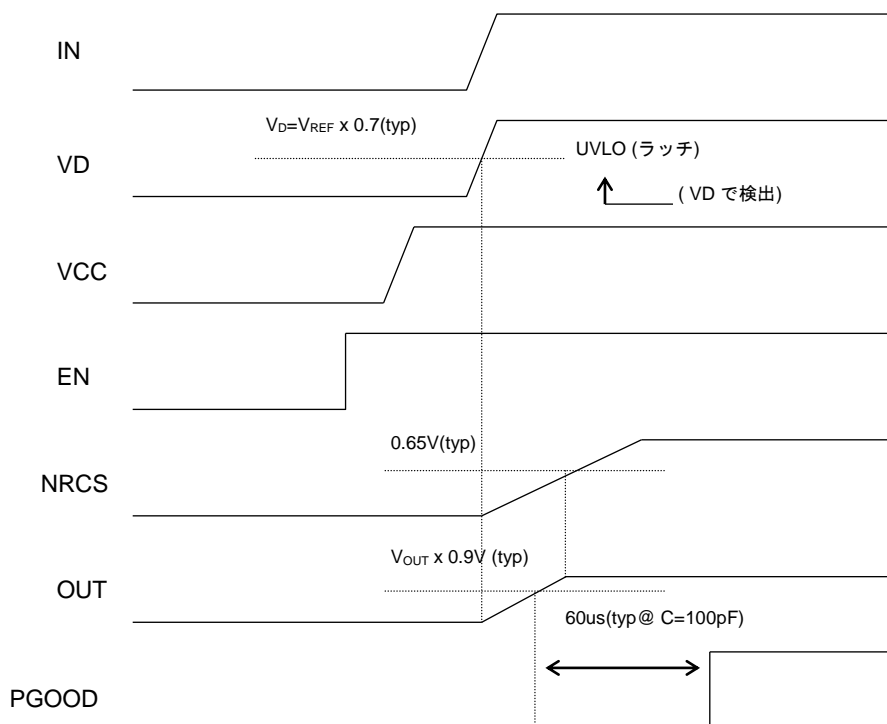 IN
VD=VREF x 0.7(typ)
VD
UVLO (ラッチ)
( VD で検出)
VCC
EN
0.65V(typ)
NRCS
VOUT x 0.9V (typ)
OUT
60us(typ@ C=100pF)
PGOOD